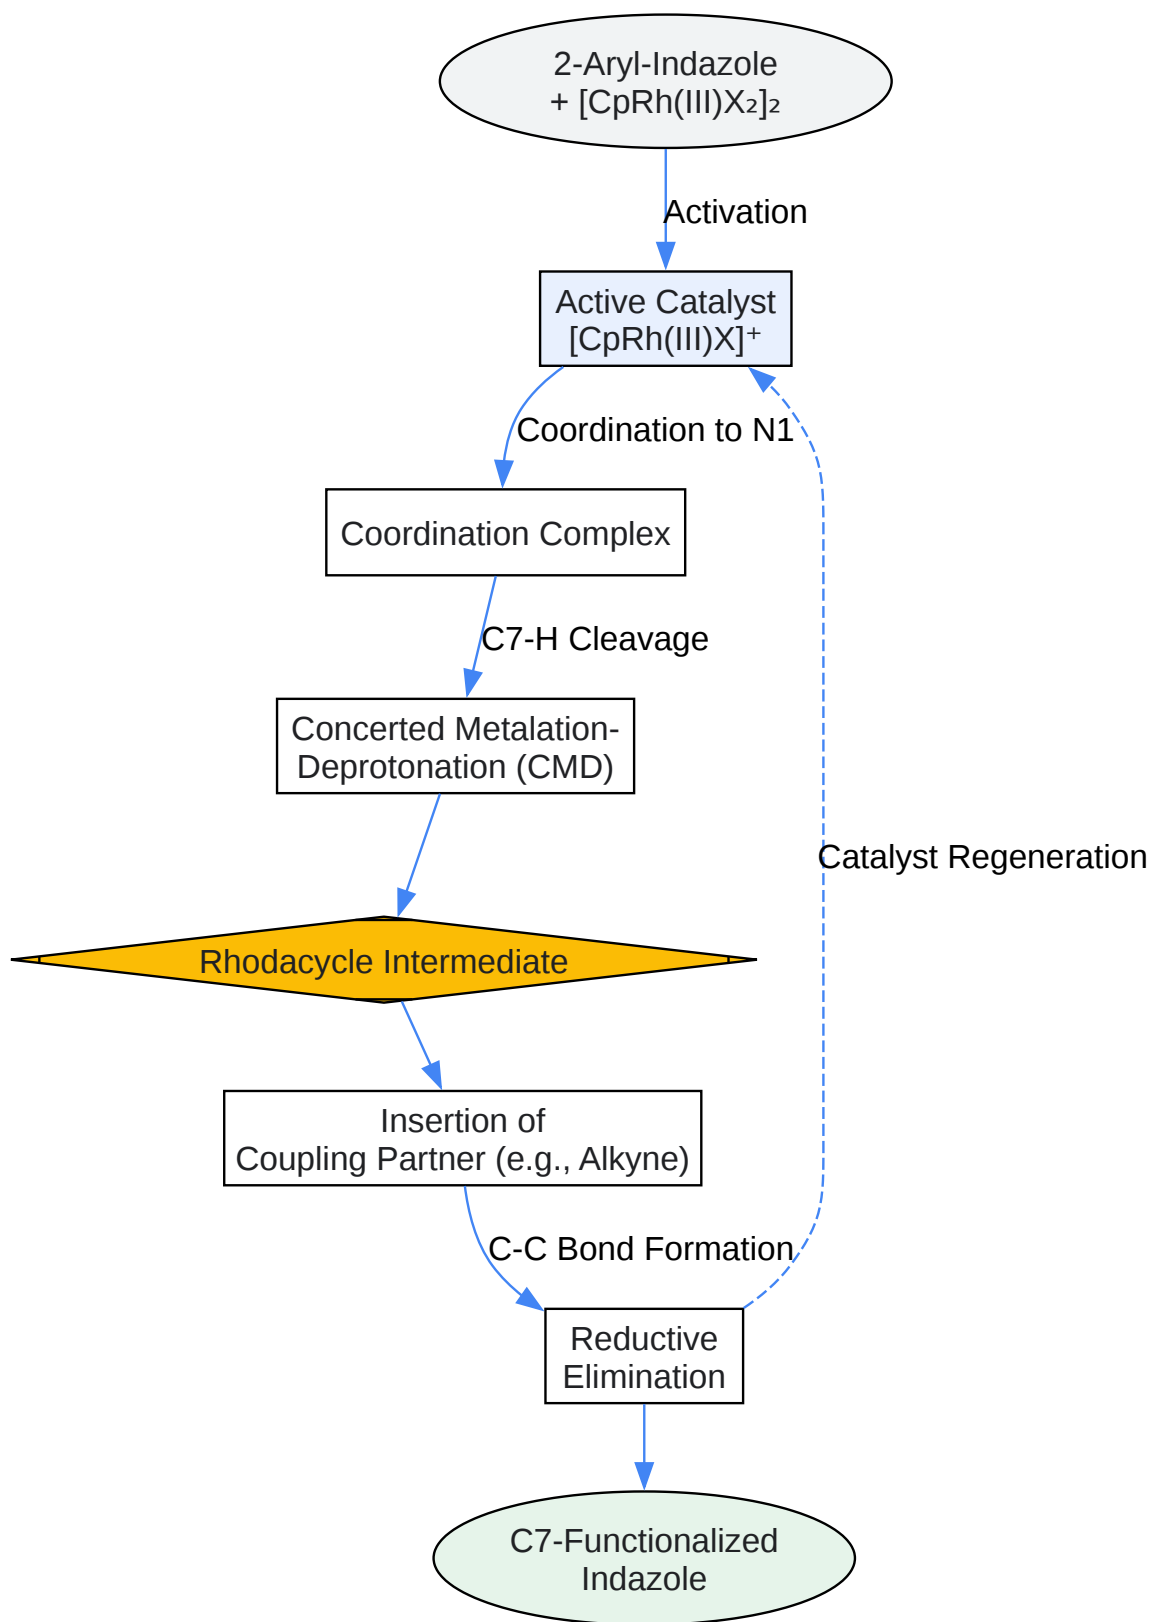 2-Aryl-Indazole
+ [CpRh(III)X₂]₂
Activation
Active Catalyst
[CpRh(III)X]⁺
Coordination to N1
Coordination Complex
C7-H Cleavage
Concerted Metalation-
Deprotonation (CMD)
Catalyst Regeneration
Rhodacycle Intermediate
Insertion of
Coupling Partner (e.g., Alkyne)
C-C Bond Formation
Reductive
Elimination
C7-Functionalized
Indazole